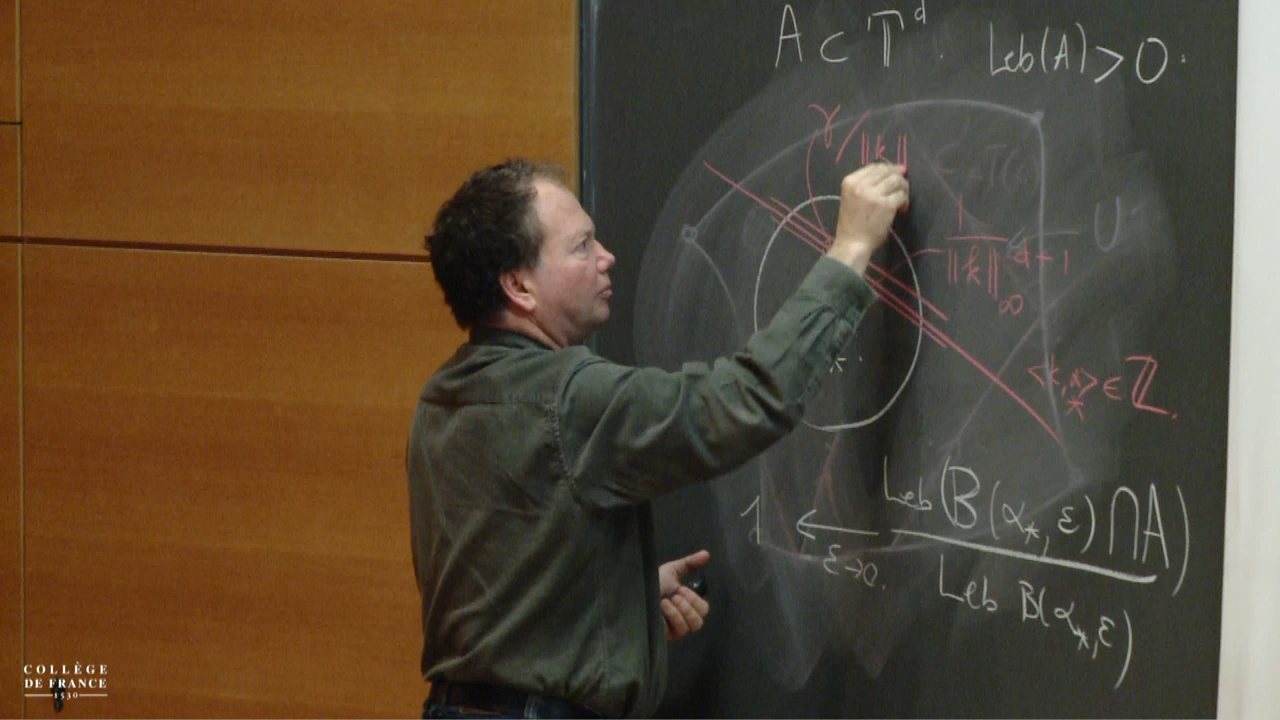 A ⊂ 𝕋^d. Leb(A) > 0.
γ/‖k‖
1/‖k‖_∞^{d+1}
U
<k, α_*> ∈ ℤ.
*
1 ←_{ε→0.} Leb(B(α_*, ε) ∩ A) / Leb B(α_*, ε)
COLLÈGE
DE FRANCE
1530